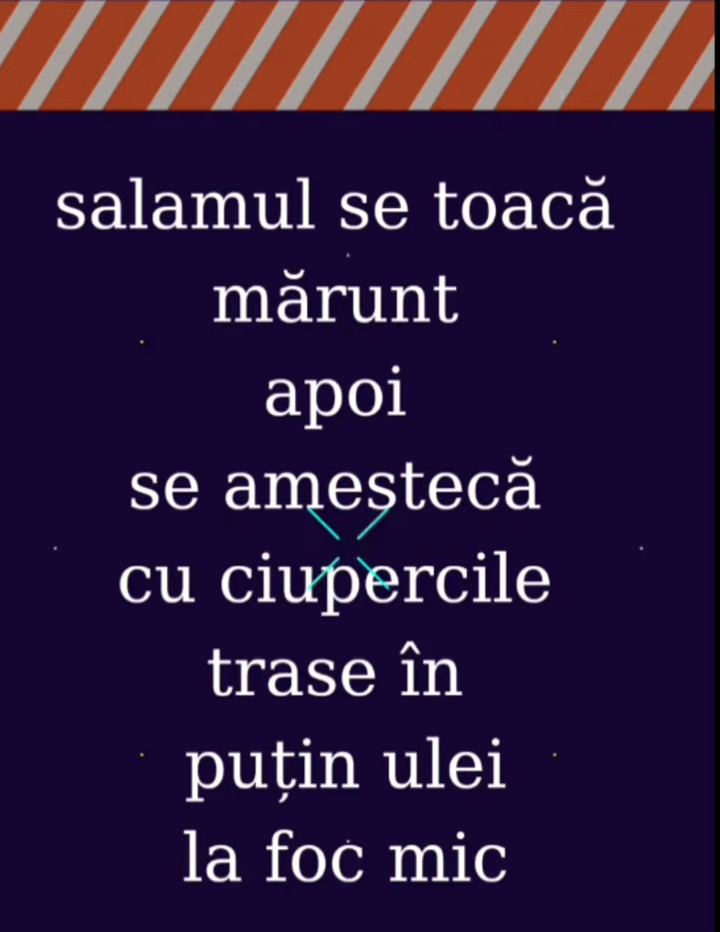 salamul se toacă
mărunt
apoi
se amestecă
cu ciupercile
trase în
puțin ulei
la foc mic